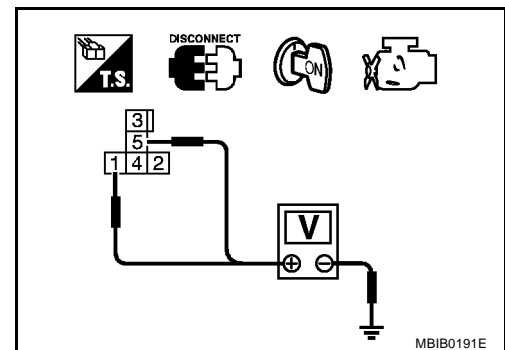 DISCONNECT
T.S.
ON
3
5
1 4 2
V
+ −
MBIB0191E